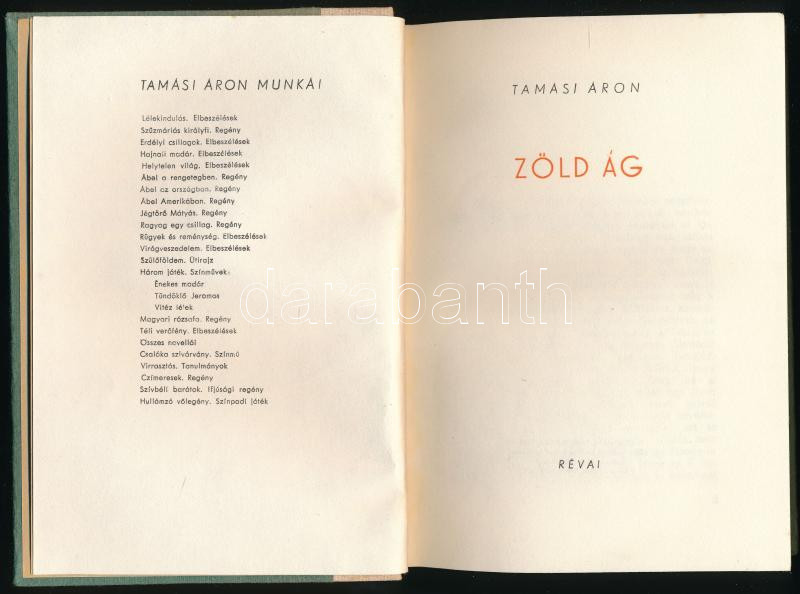 TAMÁSI ÁRON MUNKÁI
Lélekindulás. Elbeszélések
Szűzmáriás királyfi. Regény
Erdélyi csillagok. Elbeszélések
Hajnali madár. Elbeszélések
Helytelen világ. Elbeszélések
Ábel a rengetegben. Regény
Ábel az országban. Regény
Ábel Amerikában. Regény
Jégtörő Mátyás. Regény
Ragyog egy csillag. Regény
Rügyek és reménység. Elbeszélések
Virágveszedelem. Elbeszélések
Szülőföldem. Útirajz
Három játék. Színművek:
Énekes madár
Tündöklő Jeromos
Vitéz lélek
Magyari rózsafa. Regény
Téli verőfény. Elbeszélések
Összes novellái
Csalóka szivárvány. Színmű
Virrasztás. Tanulmányok
Czimeresek. Regény
Szívbéli barátok. Ifjúsági regény
Hullámzó vőlegény. Színpadi játék
TAMÁSI ÁRON
ZÖLD ÁG
RÉVAI
darabanth